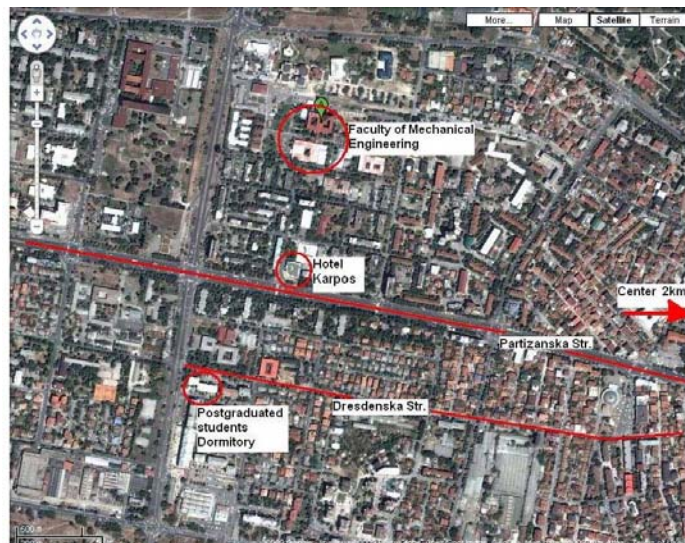 More...
Map
Satellite
Terrain
Faculty of Mechanical
Engineering
Hotel
Karpos
Center 2km
Partizanska Str.
Dresdenska Str.
Postgraduated
students
Dormitory